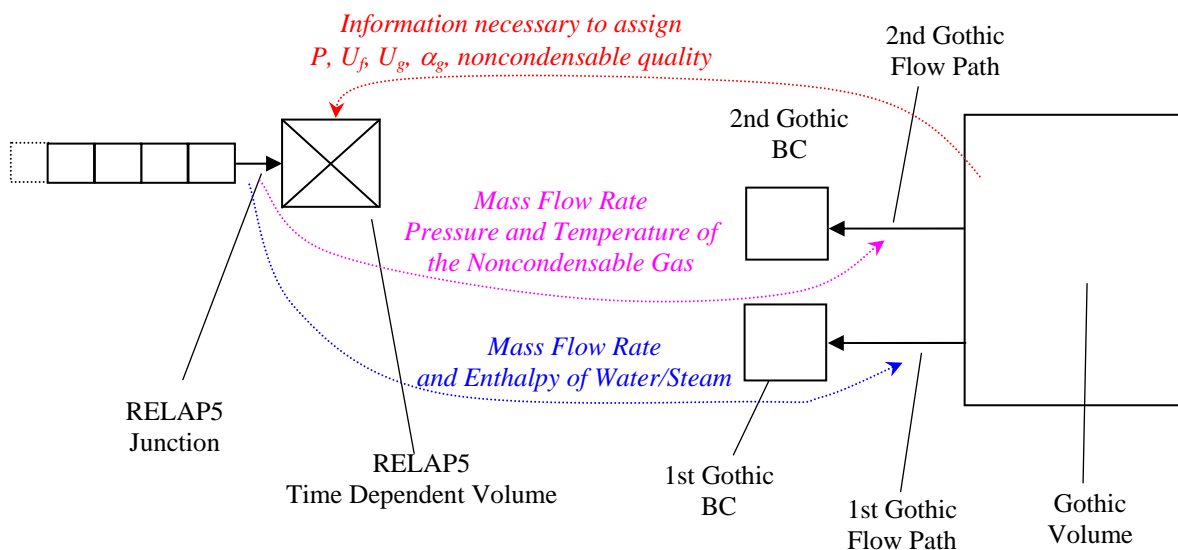 Information necessary to assign
P, U_f, U_g, α_g, noncondensable quality
2nd Gothic
Flow Path
2nd Gothic
BC
Mass Flow Rate
Pressure and Temperature of
the Noncondensable Gas
Mass Flow Rate
and Enthalpy of Water/Steam
RELAP5
Junction
RELAP5
Time Dependent Volume
1st Gothic
BC
1st Gothic
Flow Path
Gothic
Volume